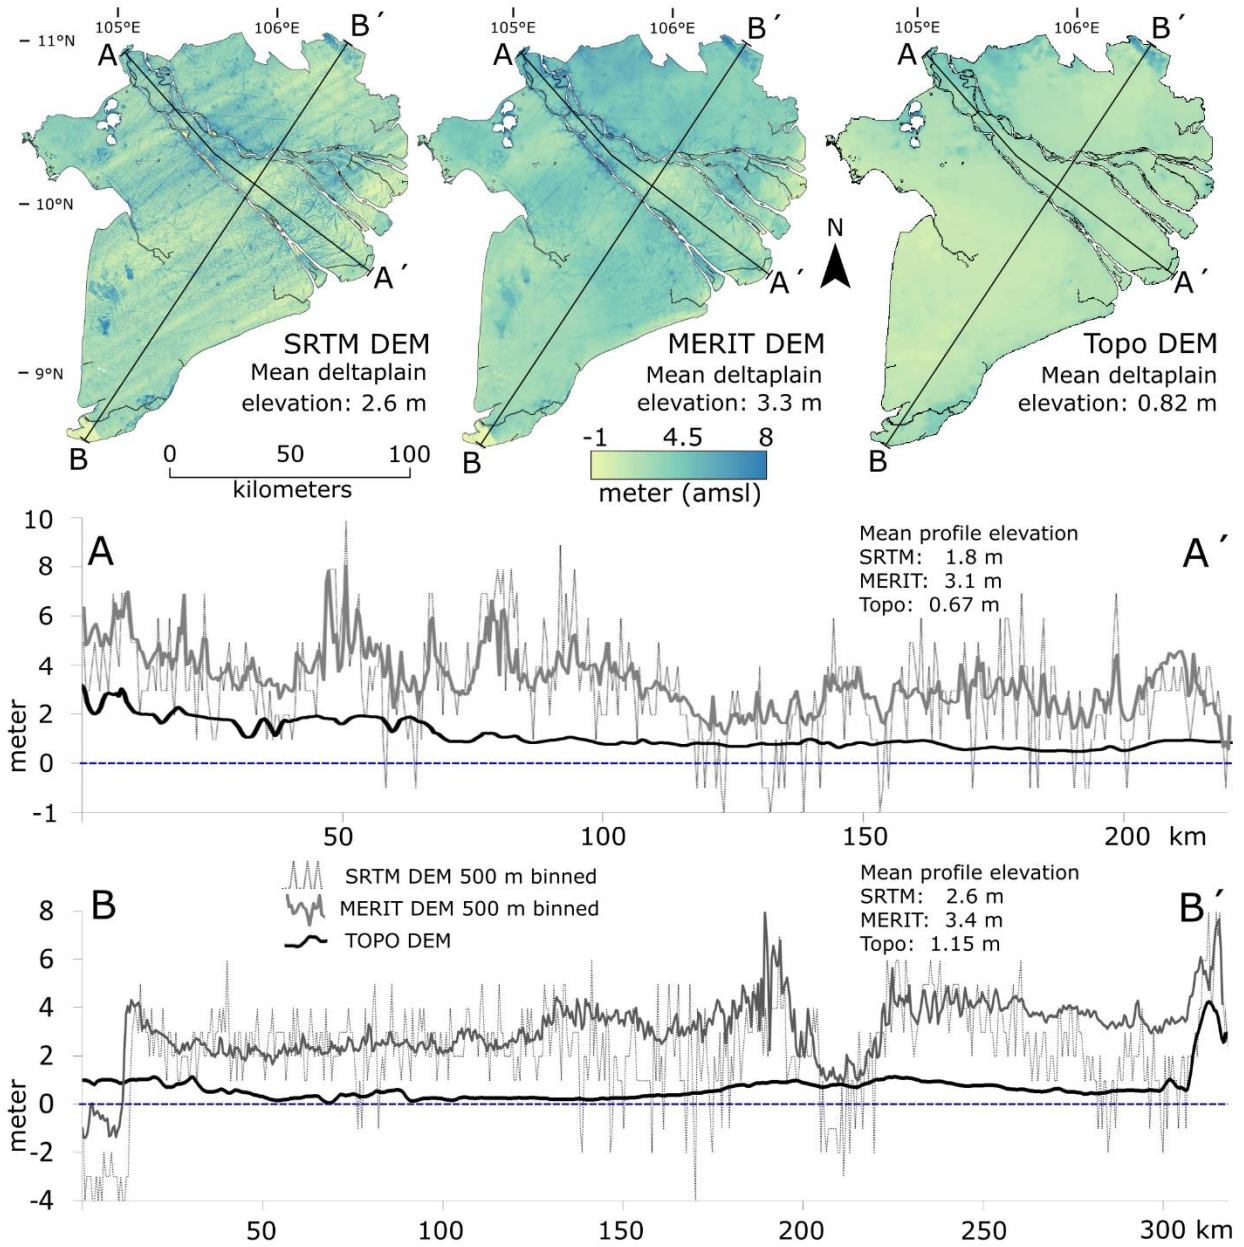 105°E 106°E B´ 105°E 106°E B´ 105°E 106°E B´
11°N A A A
10°N
N
A´ A´ A´
SRTM DEM MERIT DEM Topo DEM
Mean deltaplain Mean deltaplain Mean deltaplain
9°N
elevation: 2.6 m elevation: 3.3 m elevation: 0.82 m
B B B
0 50 100
kilometers
-1 4.5 8
meter (amsl)
10
A
Mean profile elevation
A´
SRTM: 1.8 m
MERIT: 3.1 m
Topo: 0.67 m
8
6
4
2
0
-1
meter
50 100 150 200 km
SRTM DEM 500 m binned
MERIT DEM 500 m binned
TOPO DEM
B
Mean profile elevation
B´
SRTM: 2.6 m
MERIT: 3.4 m
Topo: 1.15 m
8
6
4
2
0
-2
-4
meter
50 100 150 200 250 300 km